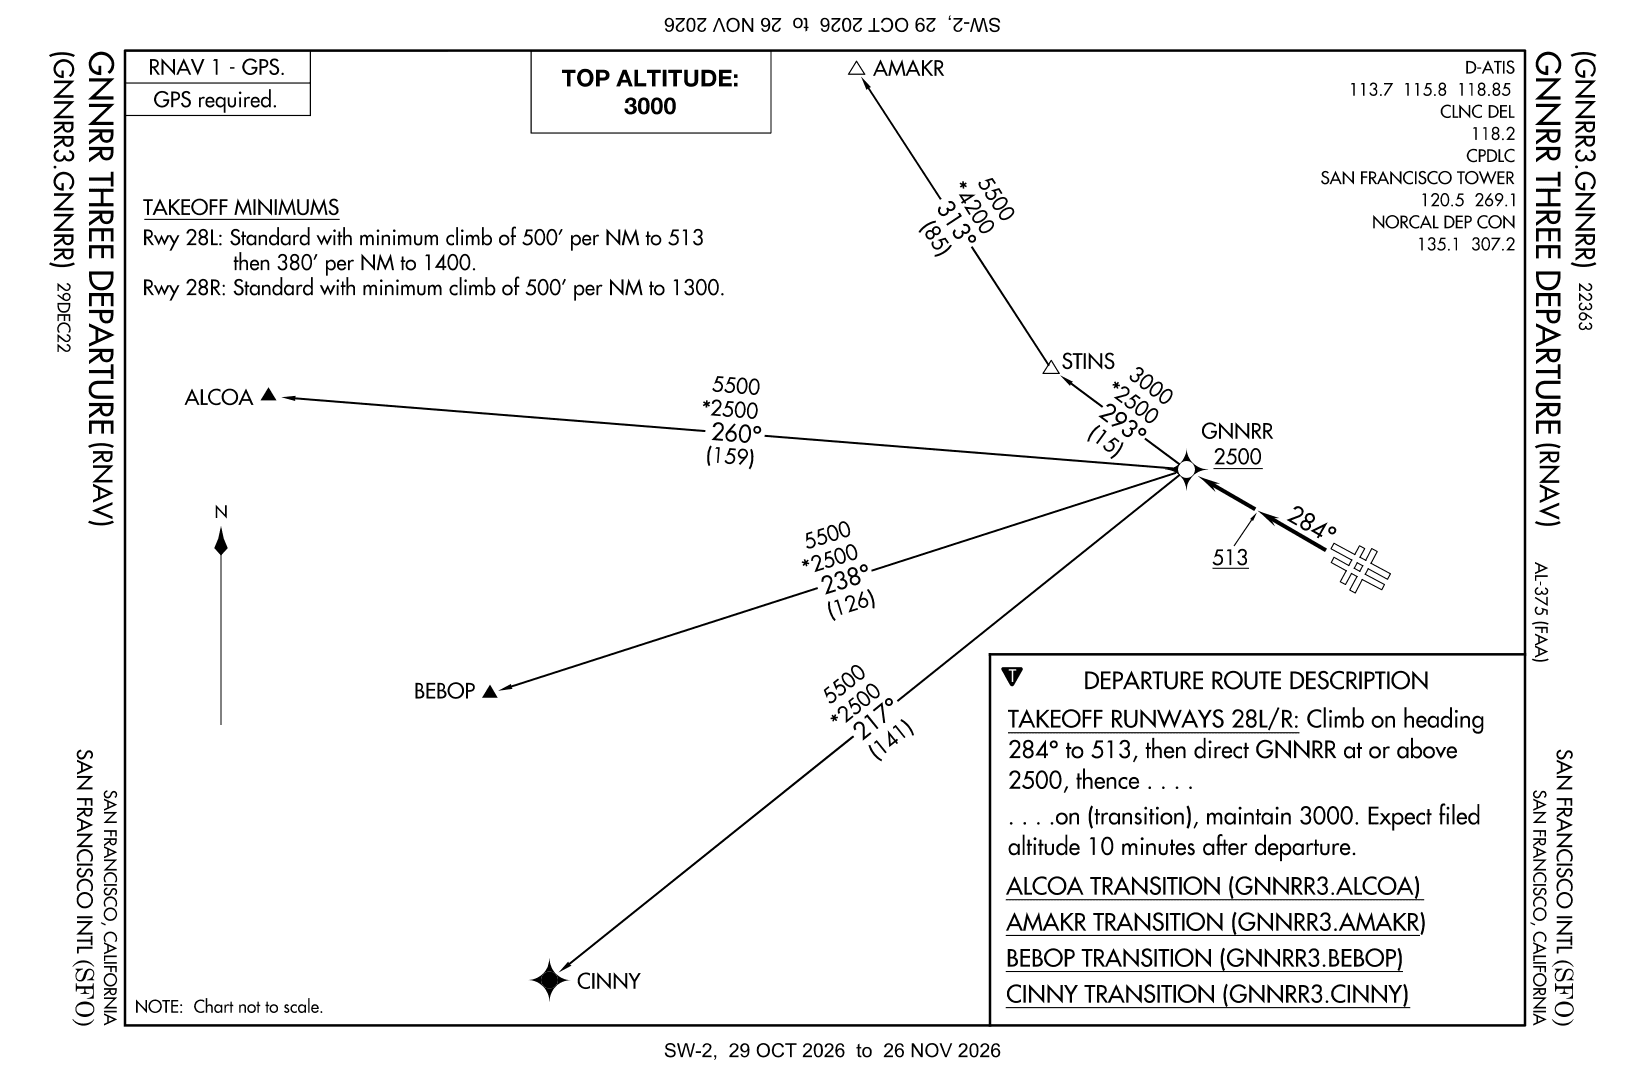 SW-2, 29 OCT 2026 to 26 NOV 2026
(GNNRR3.GNNRR) 29DEC22
GNNRR THREE DEPARTURE (RNAV)
SAN FRANCISCO INTL (SFO)
SAN FRANCISCO, CALIFORNIA
RNAV 1 - GPS.
GPS required.
TOP ALTITUDE:
3000
AMAKR
D-ATIS
113.7 115.8 118.85
CLNC DEL
118.2
CPDLC
SAN FRANCISCO TOWER
120.5 269.1
NORCAL DEP CON
135.1 307.2
TAKEOFF MINIMUMS
Rwy 28L: Standard with minimum climb of 500’ per NM to 513
then 380’ per NM to 1400.
Rwy 28R: Standard with minimum climb of 500’ per NM to 1300.
5500
*4200
313°
(85)
STINS
3000
*2500
293°
(15)
ALCOA
5500
*2500
260°
(159)
GNNRR
2500
284°
513
N
5500
*2500
238°
(126)
BEBOP
5500
*2500
217°
(141)
CINNY
NOTE: Chart not to scale.
T
DEPARTURE ROUTE DESCRIPTION
TAKEOFF RUNWAYS 28L/R: Climb on heading
284° to 513, then direct GNNRR at or above
2500, thence . . . .
. . . .on (transition), maintain 3000. Expect filed
altitude 10 minutes after departure.
ALCOA TRANSITION (GNNRR3.ALCOA)
AMAKR TRANSITION (GNNRR3.AMAKR)
BEBOP TRANSITION (GNNRR3.BEBOP)
CINNY TRANSITION (GNNRR3.CINNY)
(GNNRR3.GNNRR) 22363
GNNRR THREE DEPARTURE (RNAV)
AL-375 (FAA)
SAN FRANCISCO INTL (SFO)
SAN FRANCISCO, CALIFORNIA
SW-2, 29 OCT 2026 to 26 NOV 2026